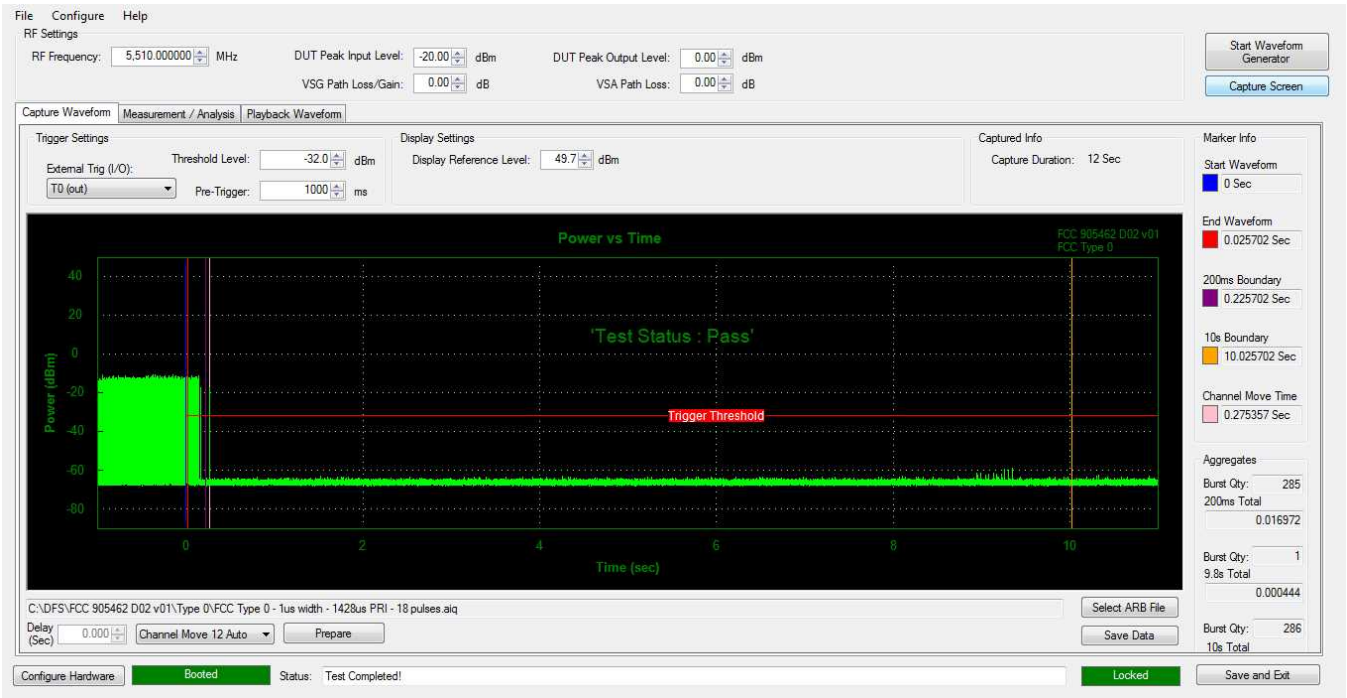 File Configure Help
RF Settings
RF Frequency: 5,510.000000 MHz DUT Peak Input Level: -20.00 dBm DUT Peak Output Level: 0.00 dBm
VSG Path Loss/Gain: 0.00 dB VSA Path Loss: 0.00 dB
Start Waveform
Generator
Capture Screen
Capture Waveform Measurement / Analysis Playback Waveform
Trigger Settings
External Trig (I/O):
T0 (out)
Threshold Level: -32.0 dBm
Pre-Trigger: 1000 ms
Display Settings
Display Reference Level: 49.7 dBm
Captured Info
Capture Duration: 12 Sec
Marker Info
Start Waveform
0 Sec
End Waveform
0.025702 Sec
200ms Boundary
0.225702 Sec
10s Boundary
10.025702 Sec
Channel Move Time
0.275357 Sec
Power vs Time
FCC 905462 D02 v01
FCC Type 0
40
20
0
-20
-40
-60
-80
Power (dBm)
'Test Status : Pass'
Trigger Threshold
0 2 4 6 8 10
Time (sec)
Aggregates
Burst Qty: 285
200ms Total
0.016972
Burst Qty: 1
9.8s Total
0.000444
Burst Qty: 286
10s Total
C:\DFS\FCC 905462 D02 v01\Type 0\FCC Type 0 - 1us width - 1428us PRI - 18 pulses.aiq
Select ARB File
Delay
(Sec) 0.000 Channel Move 12 Auto Prepare
Save Data
Configure Hardware Booted Status: Test Completed! Locked Save and Exit